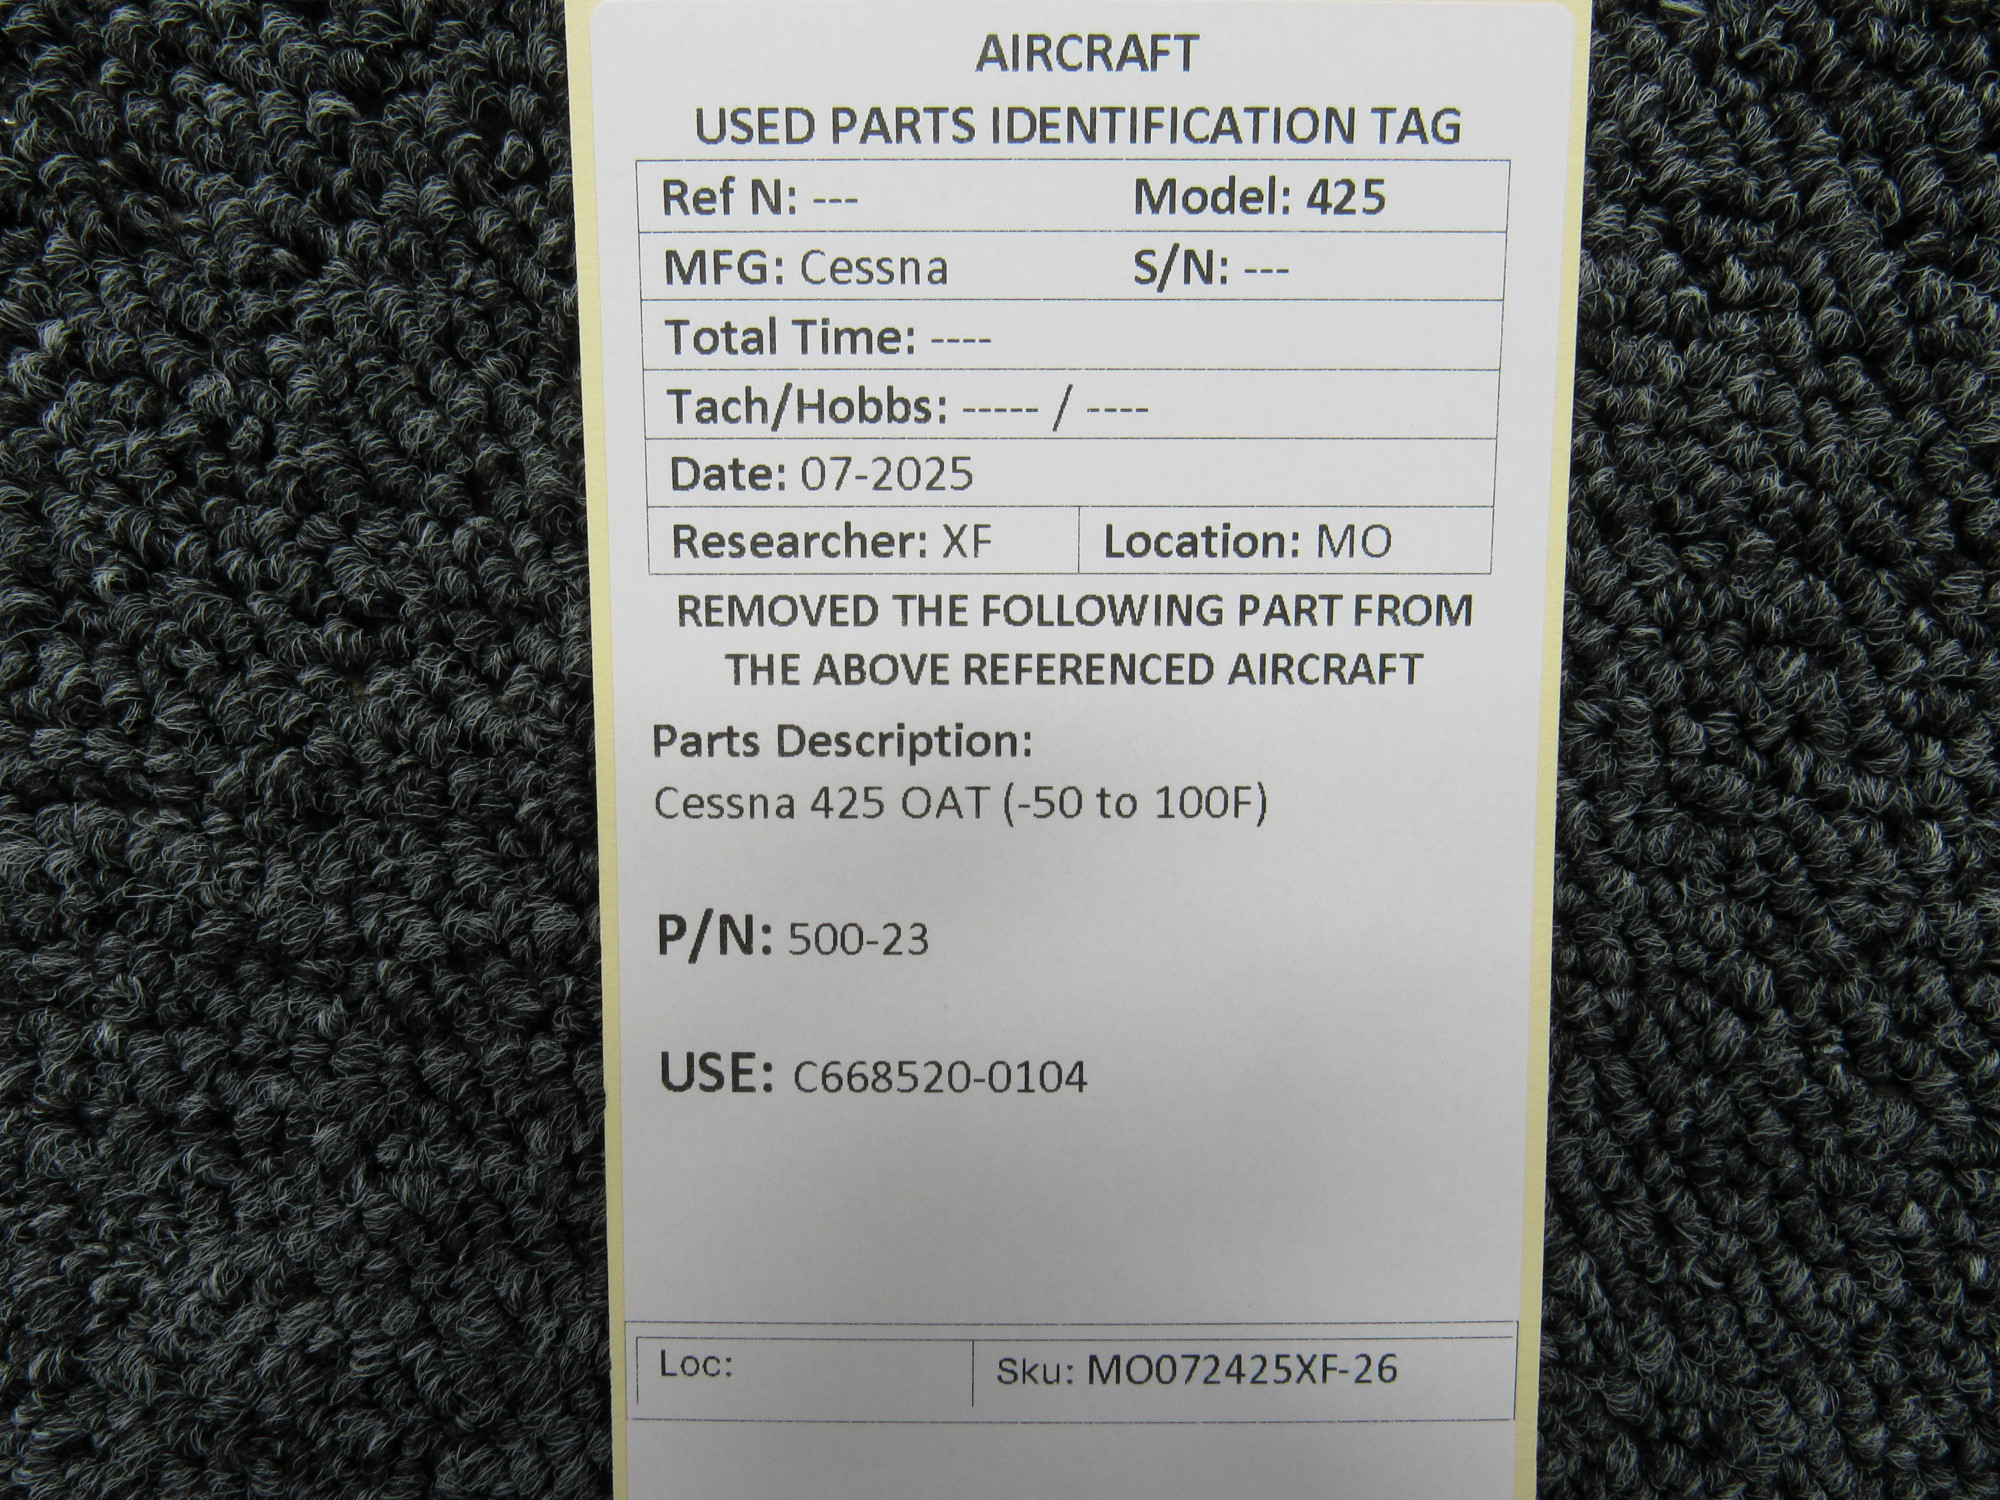 AIRCRAFT
USED PARTS IDENTIFICATION TAG
Ref N: --- Model: 425
MFG: Cessna S/N: ---
Total Time: ----
Tach/Hobbs: ----- / ----
Date: 07-2025
Researcher: XF Location: MO
REMOVED THE FOLLOWING PART FROM
THE ABOVE REFERENCED AIRCRAFT
Parts Description:
Cessna 425 OAT (-50 to 100F)
P/N: 500-23
USE: C668520-0104
Loc: Sku: MO072425XF-26